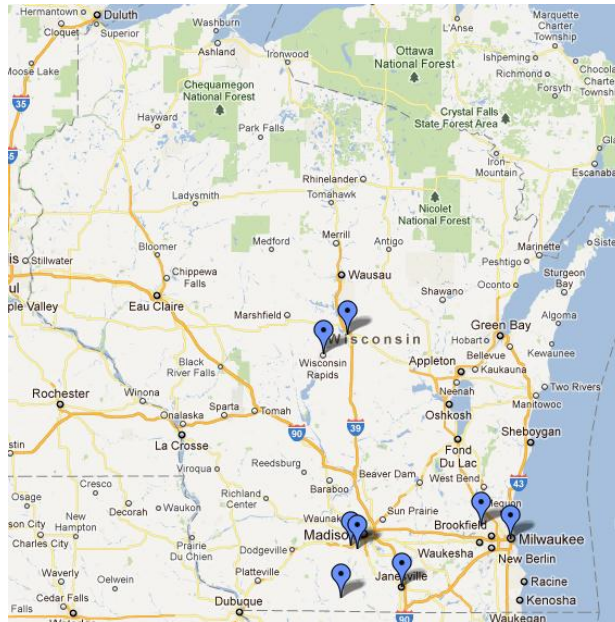 Hermantown
Duluth
Cloquet
Superior
Moose Lake
Washburn
Ashland
Ironwood
L'Anse
Marquette
Charter
Township
Ottawa
National Forest
Ishpeming
Richmond
Forsyth
Chequamegon
National Forest
Crystal Falls
State Forest Area
35
Hayward
Park Falls
Iron
Mountain
Escanaba
Rhinelander
Tomahawk
Nicolet
National Forest
Ladysmith
Merrill
Antigo
Medford
Bloomer
Marinette
Peshtigo
Stillwater
Chippewa
Falls
Wausau
Sturgeon
Bay
Oconto
Shawano
Eau Claire
Marshfield
Algoma
Green Bay
Wisconsin
Hobart
Bellevue
Kewaunee
Wisconsin
Rapids
Black
River Falls
Appleton
Kaukauna
Neenah
Two Rivers
Manitowoc
Rochester
Winona
Onalaska
Sparta
Tomah
Oshkosh
90
39
La Crosse
Fond
Du Lac
Sheboygan
Viroqua
Reedsburg
Beaver Dam
West Bend
43
Cresco
Osage
Decorah
Waukon
Richland
Center
Baraboo
Sun Prairie
New
Hampton
Charles City
Prairie
Du Chien
Dodgeville
Madison
Brookfield
Milwaukee
Waukesha
New Berlin
Waverly
Oelwein
Platteville
Janesville
Racine
Cedar Falls
Dubuque
90
Kenosha
Waukegan